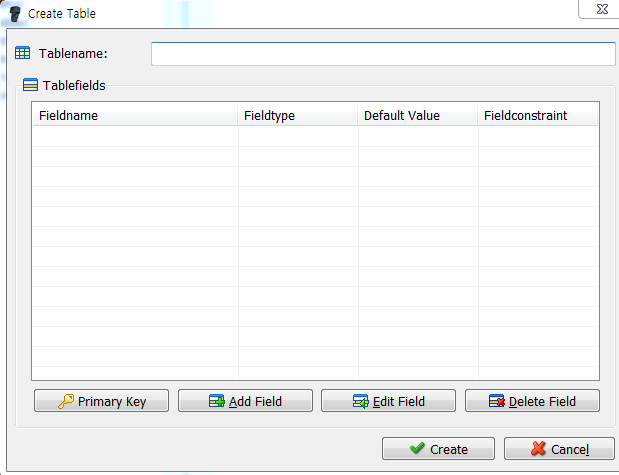 Create Table
Tablename:
Tablefields
Fieldname Fieldtype Default Value Fieldconstraint
Primary Key Add Field Edit Field Delete Field
Create Cancel